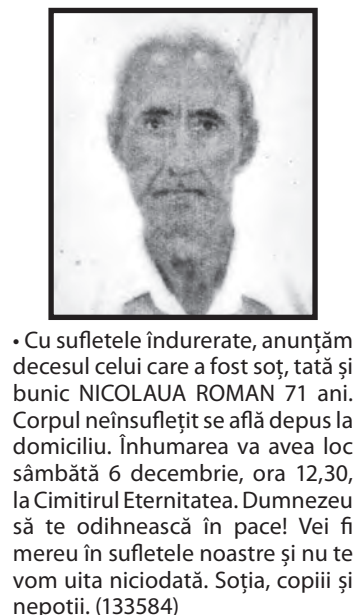 • Cu sufletele îndurerate, anunțăm
decesul celui care a fost soț, tată și
bunic NICOLAUA ROMAN 71 ani.
Corpul neînsuflețit se află depus la
domiciliu. Înhumarea va avea loc
sâmbătă 6 decembrie, ora 12,30,
la Cimitirul Eternitatea. Dumnezeu
să te odihnească în pace! Vei fi
mereu în sufletele noastre și nu te
vom uita niciodată. Soția, copiii și
nepoții. (133584)